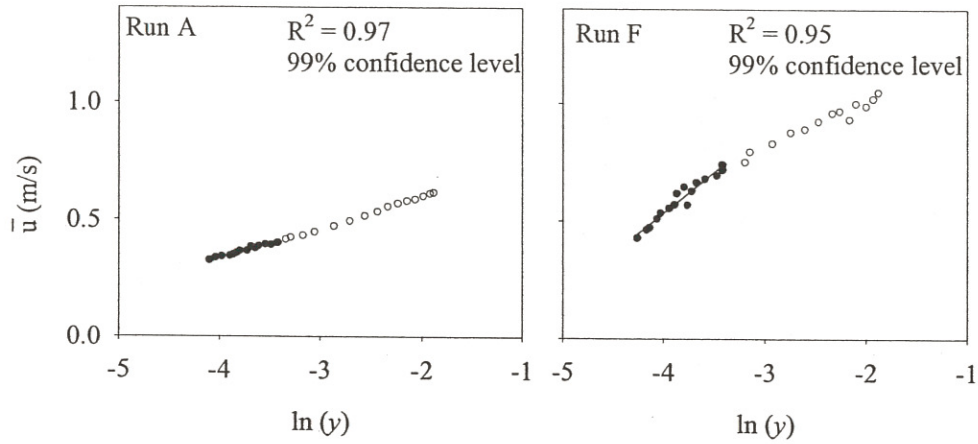 Run A
R² = 0.97
99% confidence level
Run F
R² = 0.95
99% confidence level
1.0
0.5
0.0
u̅ (m/s)
-5 -4 -3 -2 -1
-5 -4 -3 -2 -1
ln (y)
ln (y)